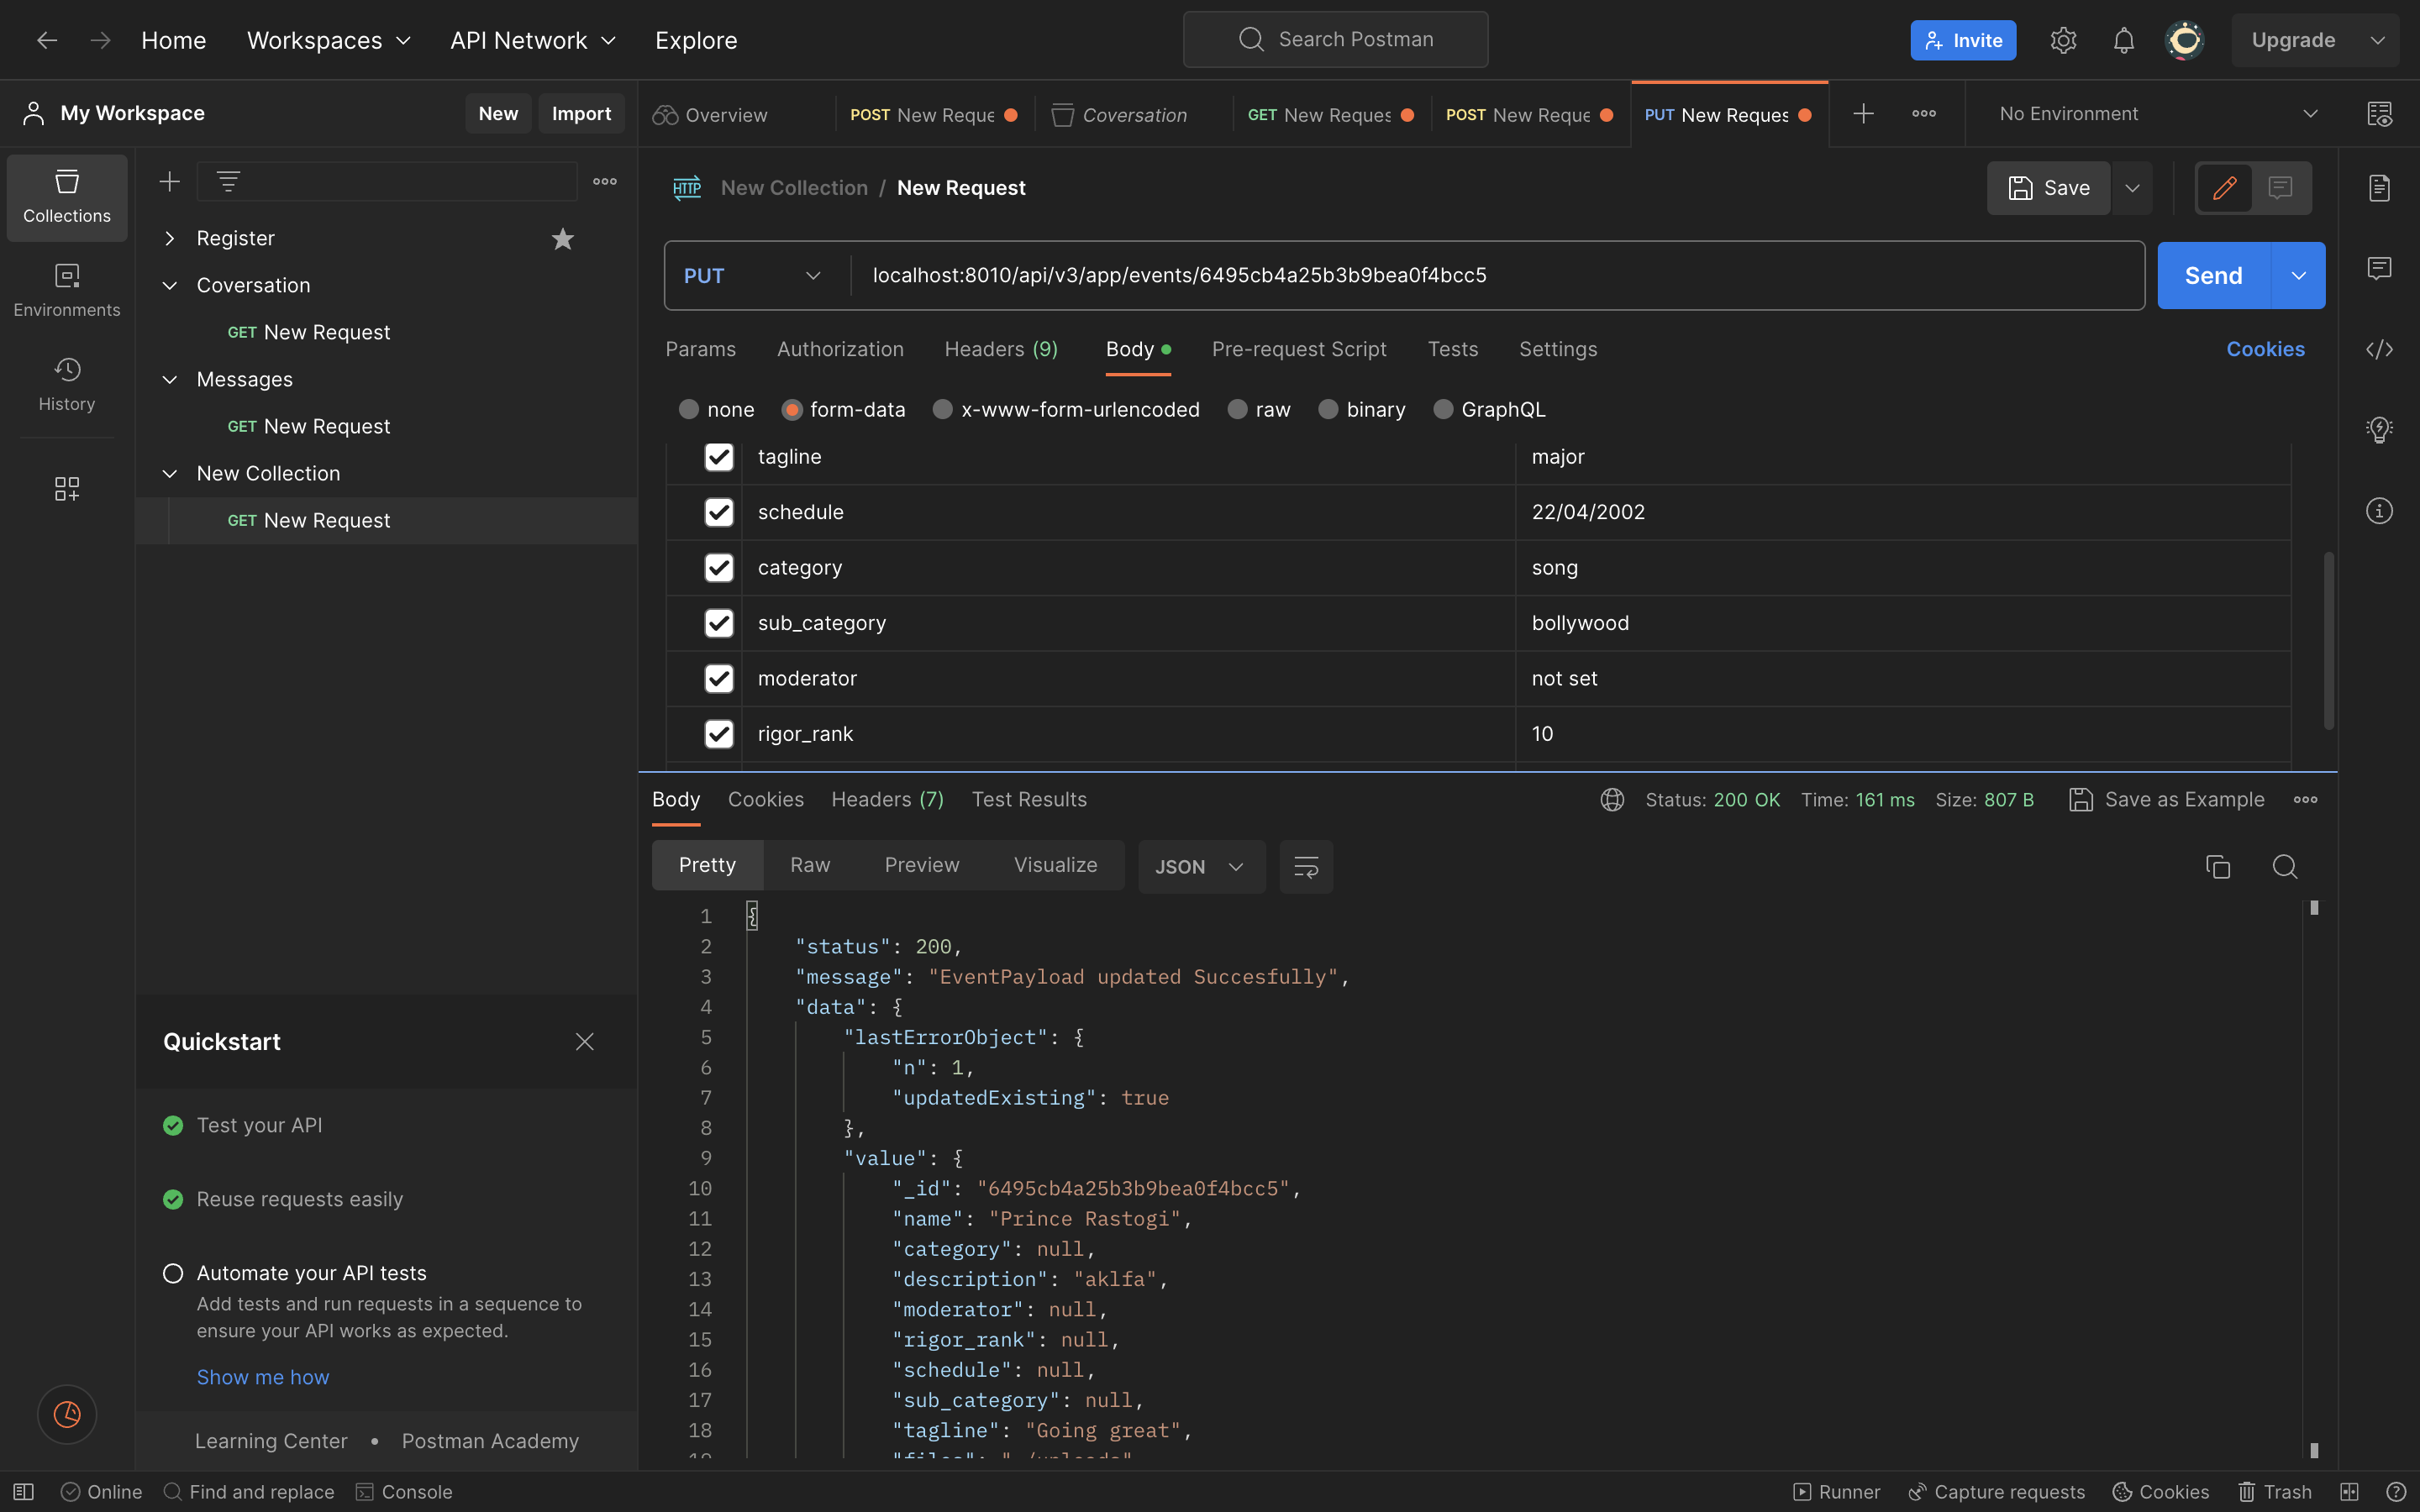 Home Workspaces API Network Explore Search Postman Invite Upgrade
My Workspace New Import Overview POST New Reque Coversation GET New Reques POST New Reque PUT New Reques No Environment
Collections
Environments
History
Register
Coversation
GET New Request
Messages
GET New Request
New Collection
GET New Request
HTTP New Collection / New Request Save
PUT localhost:8010/api/v3/app/events/6495cb4a25b3b9bea0f4bcc5 Send
Params Authorization Headers (9) Body Pre-request Script Tests Settings Cookies
none form-data x-www-form-urlencoded raw binary GraphQL
tagline major
schedule 22/04/2002
category song
sub_category bollywood
moderator not set
rigor_rank 10
Body Cookies Headers (7) Test Results Status: 200 OK Time: 161 ms Size: 807 B Save as Example
Pretty Raw Preview Visualize JSON
1 {
2 "status": 200,
3 "message": "EventPayload updated Succesfully",
4 "data": {
5 "lastErrorObject": {
6 "n": 1,
7 "updatedExisting": true
8 },
9 "value": {
10 "_id": "6495cb4a25b3b9bea0f4bcc5",
11 "name": "Prince Rastogi",
12 "category": null,
13 "description": "aklfa",
14 "moderator": null,
15 "rigor_rank": null,
16 "schedule": null,
17 "sub_category": null,
18 "tagline": "Going great",
Quickstart
Test your API
Reuse requests easily
Automate your API tests
Add tests and run requests in a sequence to
ensure your API works as expected.
Show me how
Learning Center • Postman Academy
Online Find and replace Console Runner Capture requests Cookies Trash